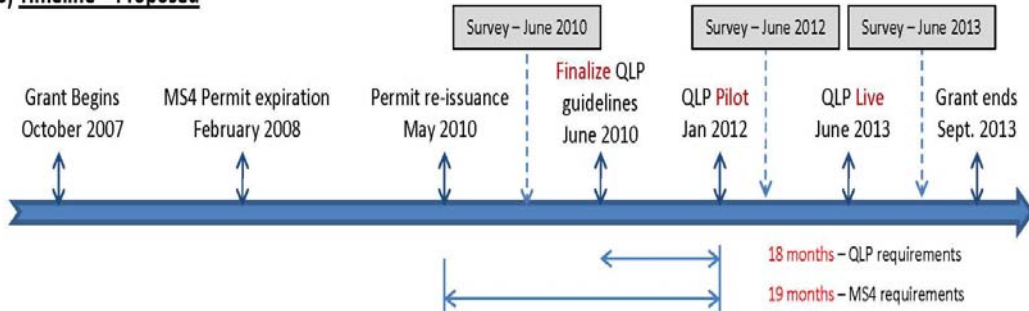 Timeline – Proposed
Survey – June 2010
Survey – June 2012
Survey – June 2013
Grant Begins
October 2007
MS4 Permit expiration
February 2008
Permit re-issuance
May 2010
Finalize QLP
guidelines
June 2010
QLP Pilot
Jan 2012
QLP Live
June 2013
Grant ends
Sept. 2013
18 months – QLP requirements
19 months – MS4 requirements